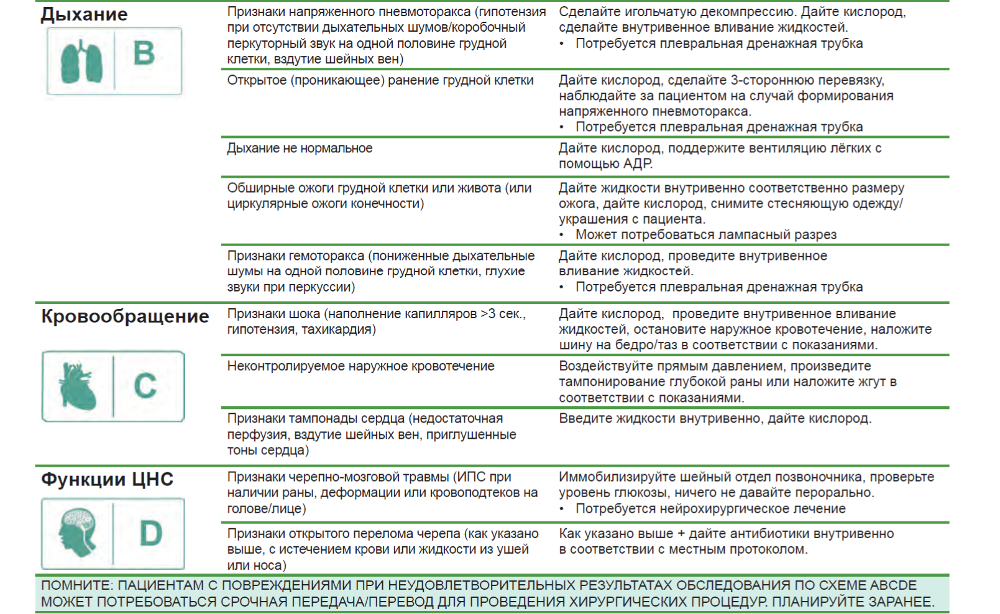 Дыхание
B
Признаки напряженного пневмоторакса (гипотензия
при отсутствии дыхательных шумов/коробочный
перкуторный звук на одной половине грудной
клетки, вздутие шейных вен)
Сделайте игольчатую декомпрессию. Дайте кислород,
сделайте внутривенное вливание жидкостей.
• Потребуется плевральная дренажная трубка
Открытое (проникающее) ранение грудной клетки
Дайте кислород, сделайте 3-стороннюю перевязку,
наблюдайте за пациентом на случай формирования
напряженного пневмоторакса.
• Потребуется плевральная дренажная трубка
Дыхание не нормальное
Дайте кислород, поддержите вентиляцию лёгких с
помощью АДР.
Обширные ожоги грудной клетки или живота (или
циркулярные ожоги конечности)
Дайте жидкости внутривенно соответственно размеру
ожога, дайте кислород, снимите стесняющую одежду/
украшения с пациента.
• Может потребоваться лампасный разрез
Признаки гемоторакса (пониженные дыхательные
шумы на одной половине грудной клетки, глухие
звуки при перкуссии)
Дайте кислород, проведите внутривенное
вливание жидкостей.
• Потребуется плевральная дренажная трубка
Кровообращение
C
Признаки шока (наполнение капилляров >3 сек.,
гипотензия, тахикардия)
Дайте кислород, проведите внутривенное вливание
жидкостей, остановите наружное кровотечение, наложите
шину на бедро/таз в соответствии с показаниями.
Неконтролируемое наружное кровотечение
Воздействуйте прямым давлением, произведите
тампонирование глубокой раны или наложите жгут в
соответствии с показаниями.
Признаки тампонады сердца (недостаточная
перфузия, вздутие шейных вен, приглушенные
тоны сердца)
Введите жидкости внутривенно, дайте кислород.
Функции ЦНС
D
Признаки черепно-мозговой травмы (ИПС при
наличии раны, деформации или кровоподтеков на
голове/лице)
Иммобилизируйте шейный отдел позвоночника, проверьте
уровень глюкозы, ничего не давайте перорально.
• Потребуется нейрохирургическое лечение
Признаки открытого перелома черепа (как указано
выше, с истечением крови или жидкости из ушей
или носа)
Как указано выше + дайте антибиотики внутривенно
в соответствии с местным протоколом.
ПОМНИТЕ: ПАЦИЕНТАМ С ПОВРЕЖДЕНИЯМИ ПРИ НЕУДОВЛЕТВОРИТЕЛЬНЫХ РЕЗУЛЬТАТАХ ОБСЛЕДОВАНИЯ ПО СХЕМЕ ABCDE
МОЖЕТ ПОТРЕБОВАТЬСЯ СРОЧНАЯ ПЕРЕДАЧА/ПЕРЕВОД ДЛЯ ПРОВЕДЕНИЯ ХИРУРГИЧЕСКИХ ПРОЦЕДУР. ПЛАНИРУЙТЕ ЗАРАНЕЕ.